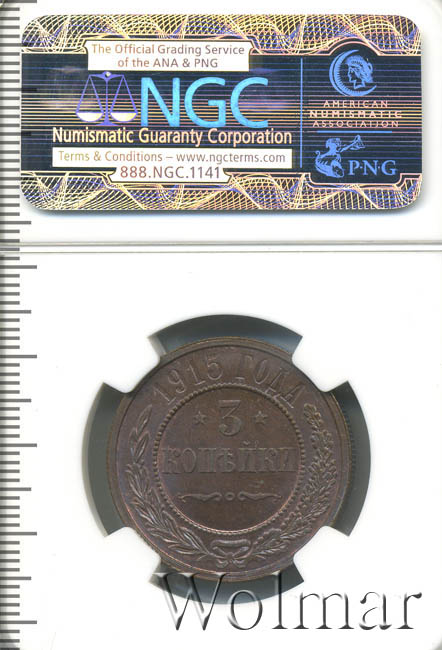 The Official Grading Service
of the ANA & PNG
NGC
Numismatic Guaranty Corporation
Terms & Conditions – www.ngcterms.com
888.NGC.1141
AMERICAN
NUMISMATIC
ASSOCIATION
P·N·G
1915 ГОДА
3
КОПѢЙКИ
Wolmar